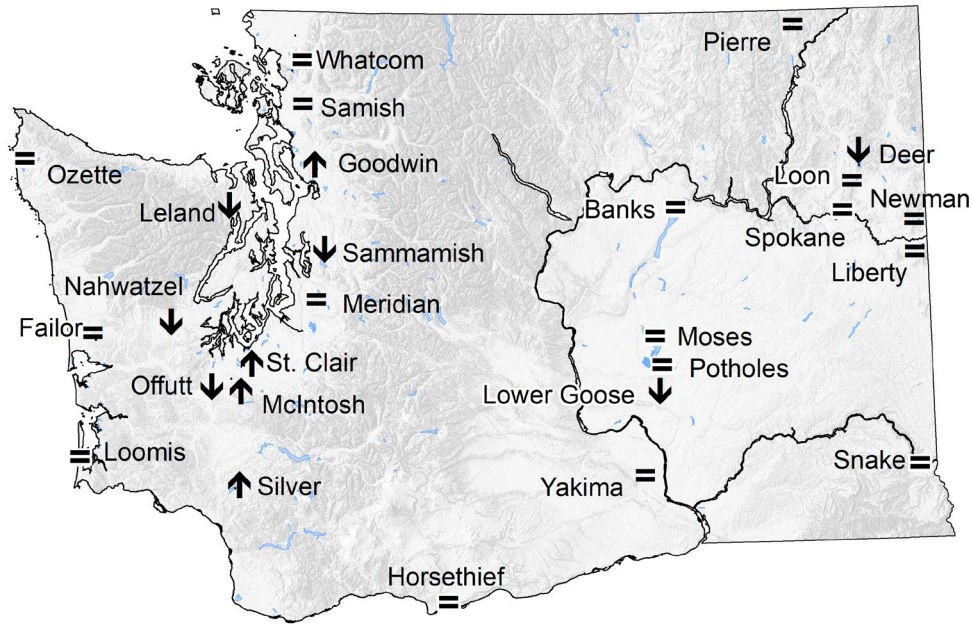 Pierre
Whatcom
Samish
Goodwin
Deer
Ozette
Loon
Newman
Leland
Banks
Spokane
Sammamish
Liberty
Nahwatzel
Meridian
Failor
Moses
St. Clair
Potholes
Offutt
Lower Goose
McIntosh
Loomis
Snake
Silver
Yakima
Horsethief